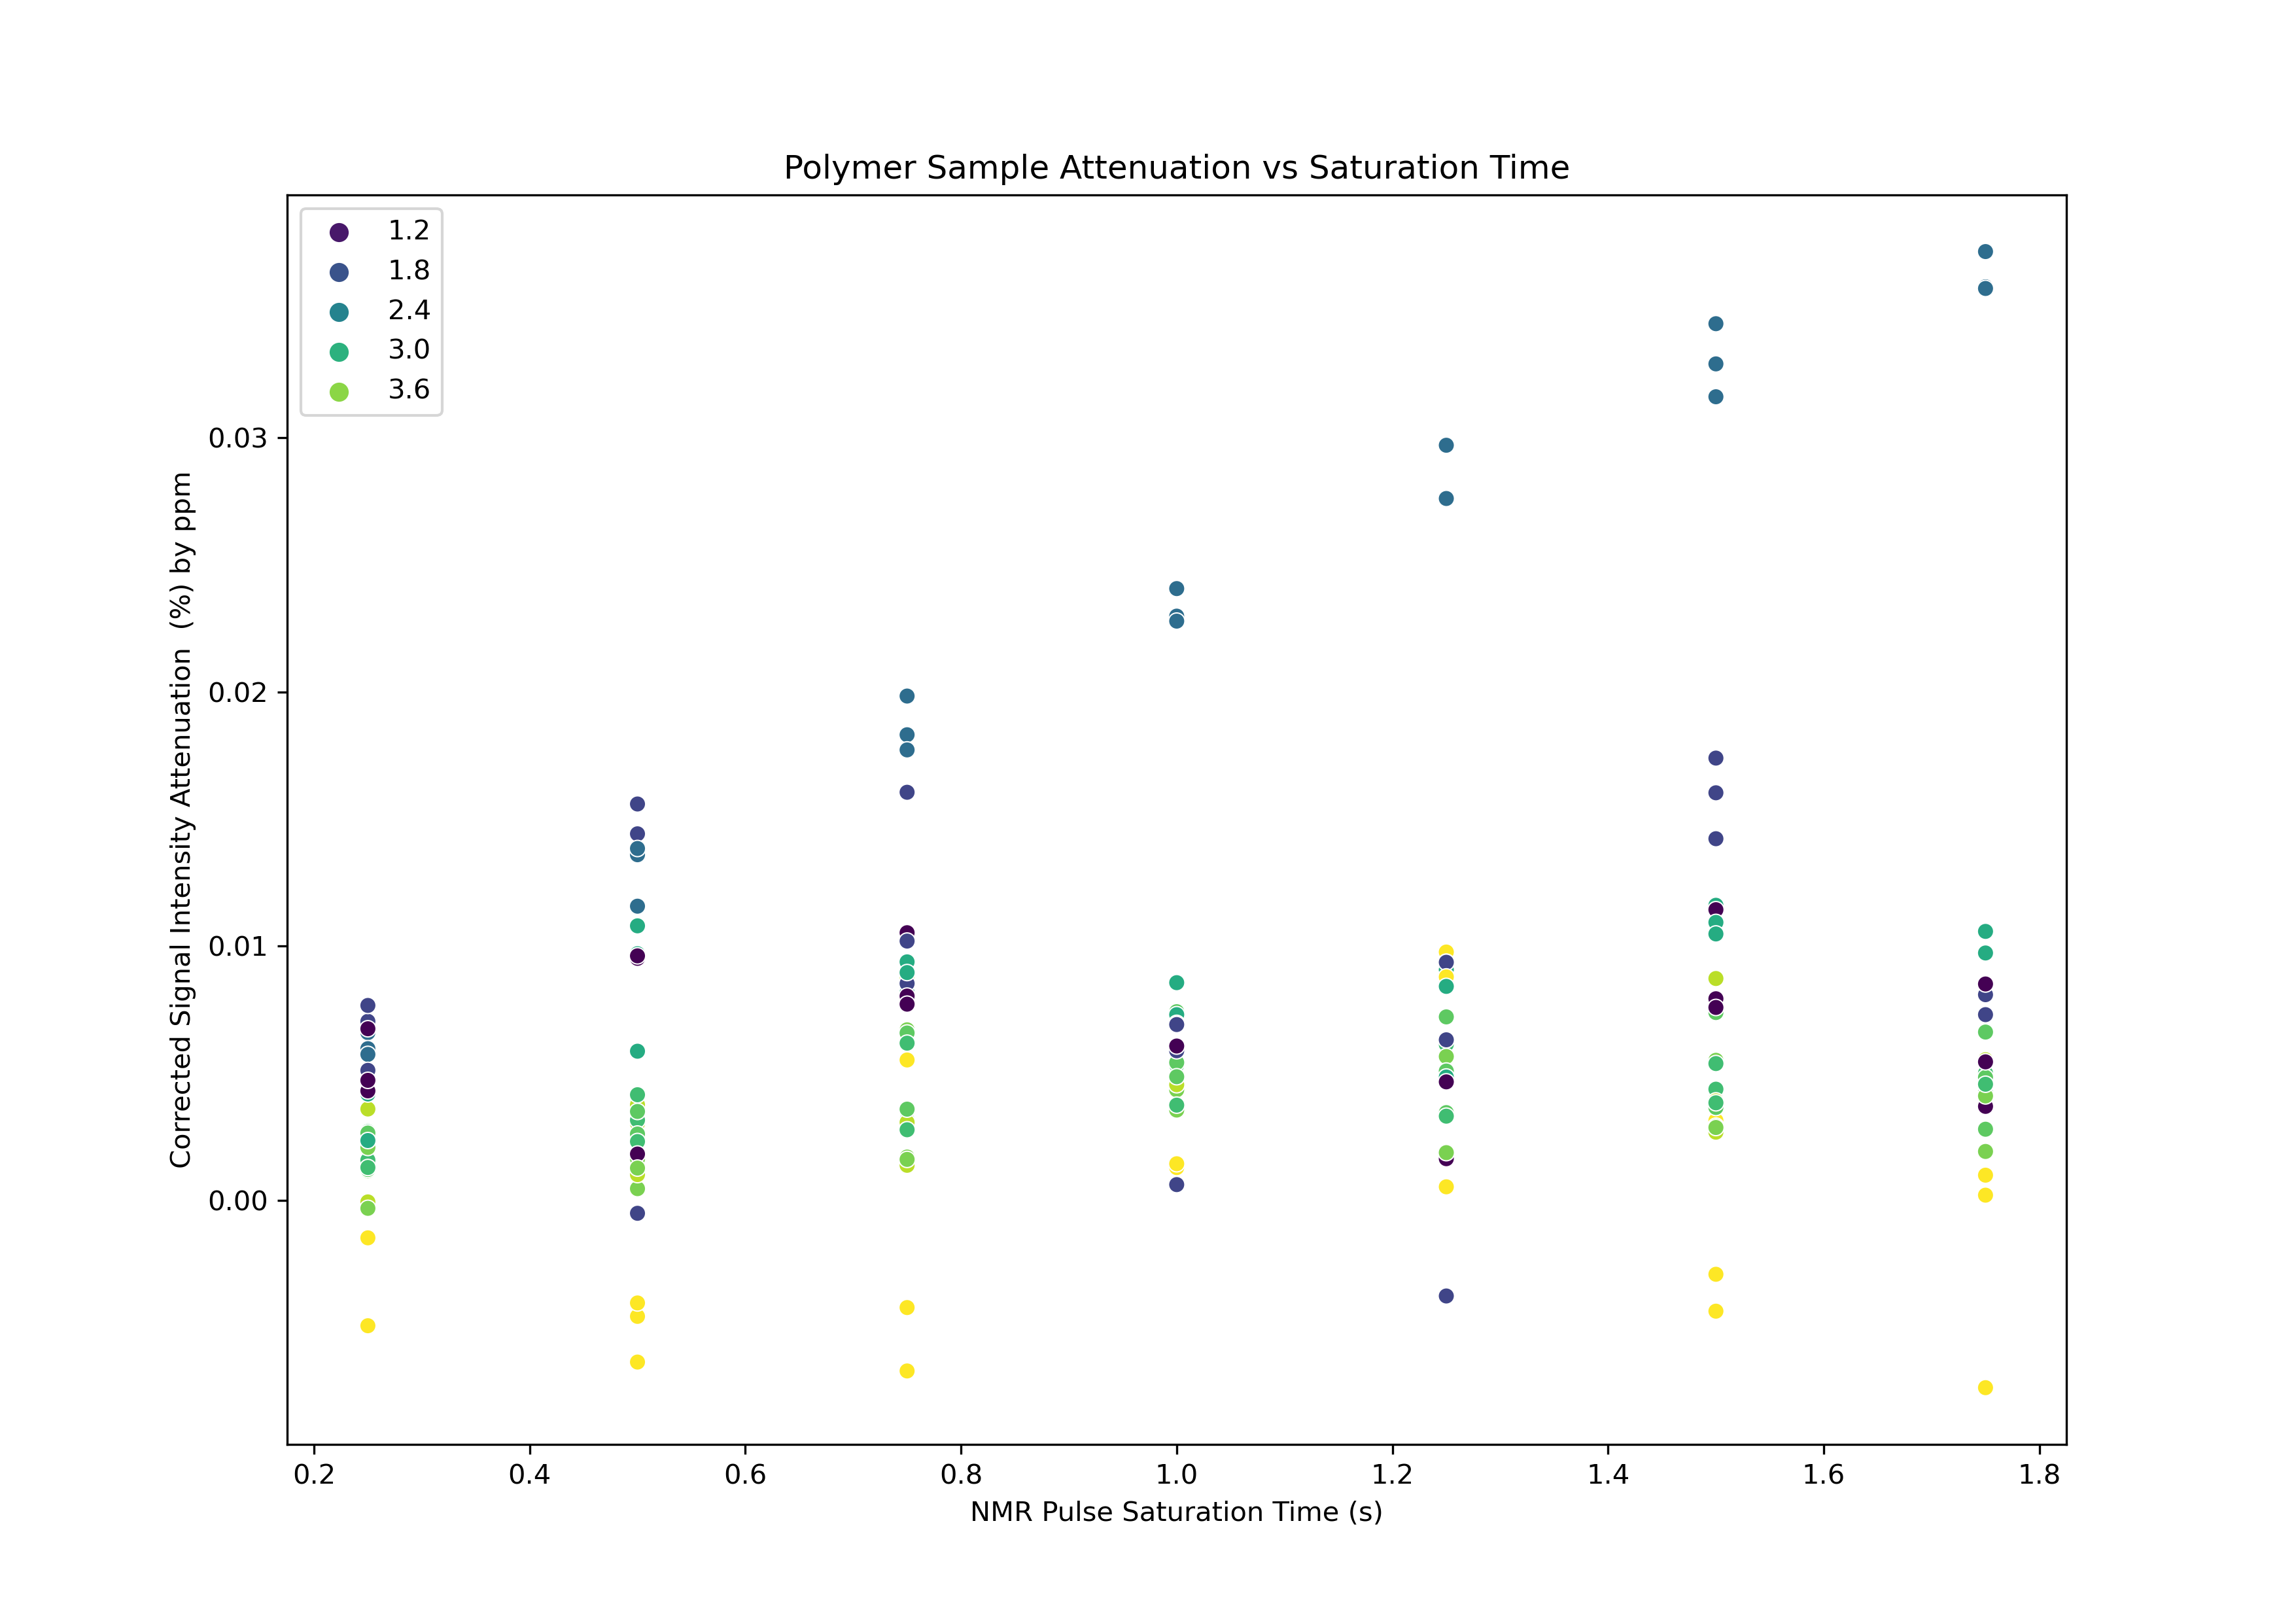 Polymer Sample Attenuation vs Saturation Time
1.2
1.8
2.4
3.0
3.6
Corrected Signal Intensity Attenuation  (%) by ppm
0.03
0.02
0.01
0.00
0.2 0.4 0.6 0.8 1.0 1.2 1.4 1.6 1.8
NMR Pulse Saturation Time (s)